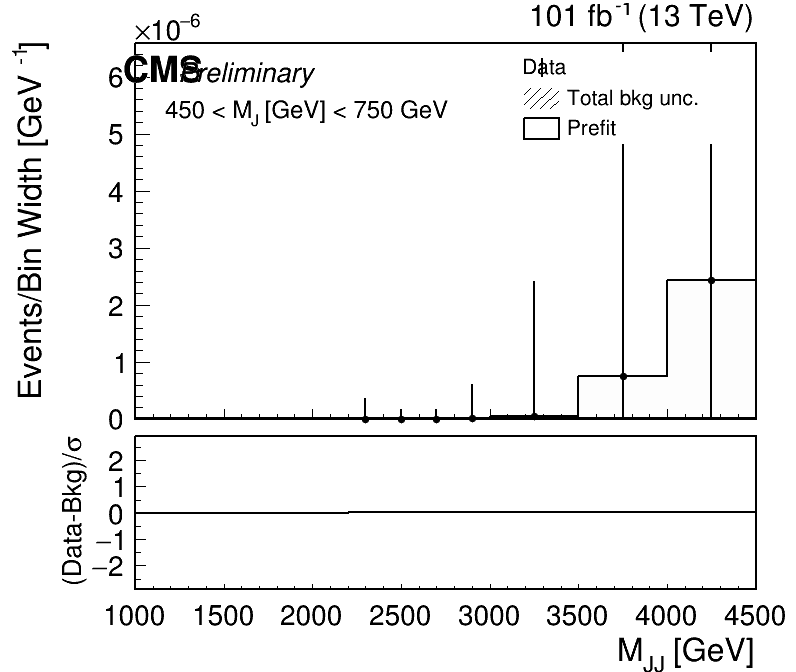 ×10⁻⁶
101 fb⁻¹ (13 TeV)
CMS Preliminary
450 < M_J [GeV] < 750 GeV
Data
Total bkg unc.
Prefit
Events/Bin Width [GeV⁻¹]
6
5
4
3
2
1
0
(Data-Bkg)/σ
2
1
0
−1
−2
1000 1500 2000 2500 3000 3500 4000 4500
M_JJ [GeV]